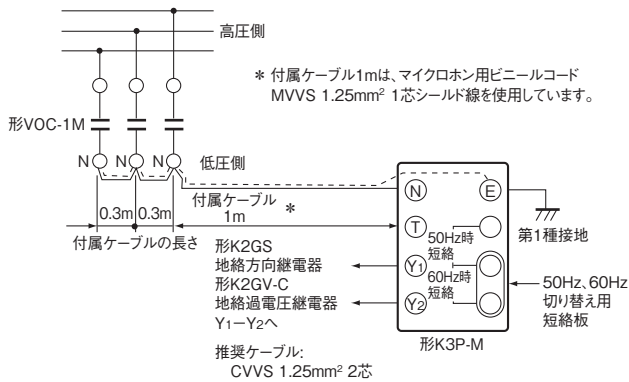 高圧側
* 付属ケーブル1mは、マイクロホン用ビニールコード
MVVS 1.25mm² 1芯シールド線を使用しています。
形VOC-1M
N N N 低圧側
0.3m 0.3m
付属ケーブル
1m *
付属ケーブルの長さ
N E
T
50Hz時
短絡
Y1
60Hz時
短絡
Y2
第1種接地
形K2GS
地絡方向継電器
形K2GV-C
地絡過電圧継電器
Y1ーY2へ
50Hz、60Hz
切り替え用
短絡板
形K3P-M
推奨ケーブル:
CVVS 1.25mm² 2芯